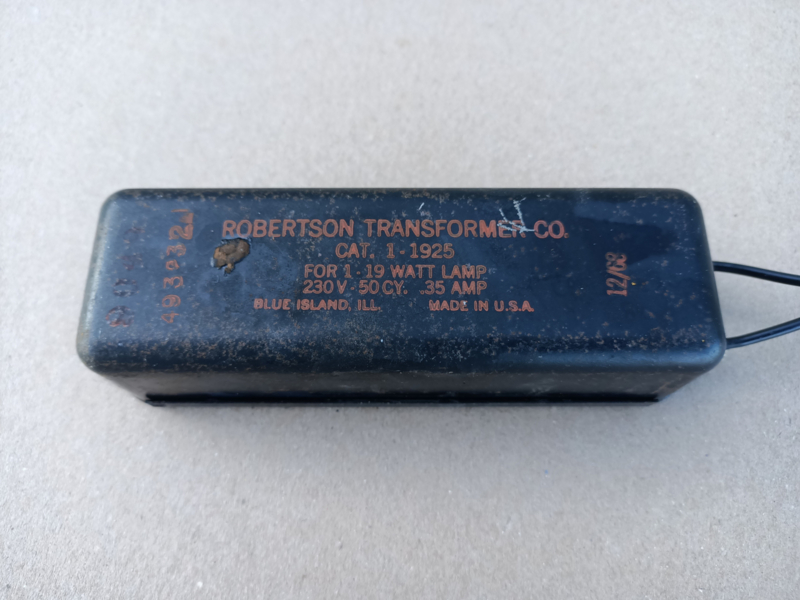 ROBERTSON TRANSFORMER CO.
CAT. 1-1925
FOR 1-19 WATT LAMP
230 V. 50 CY. .35 AMP
BLUE ISLAND, ILL. MADE IN U.S.A.
12/68